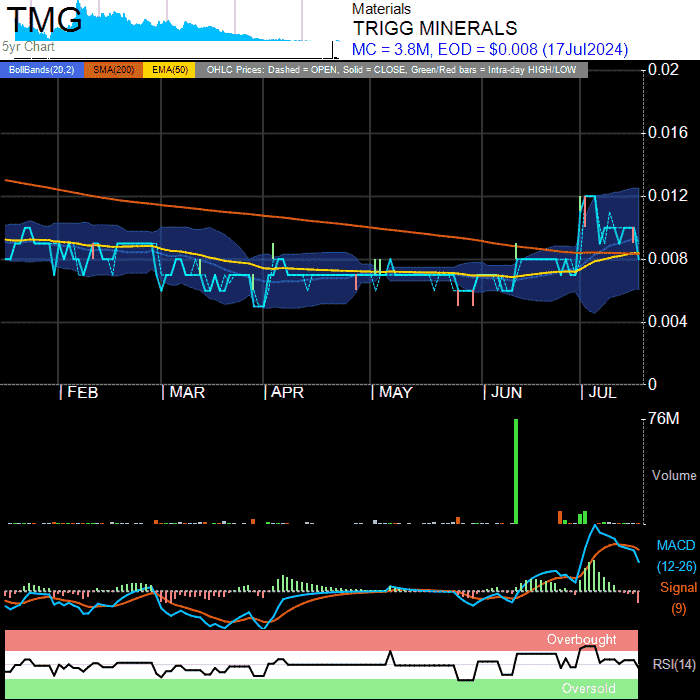 TMG
5yr Chart
Materials
TRIGG MINERALS
MC = 3.8M, EOD = $0.008 (17Jul2024)
BollBands(20,2) SMA(200) EMA(50) OHLC Prices: Dashed = OPEN, Solid = CLOSE, Green/Red bars = Intra-day HIGH/LOW
0.02
0.016
0.012
0.008
0.004
0
FEB MAR APR MAY JUN JUL
76M
Volume
MACD
(12-26)
Signal
(9)
Overbought
RSI(14)
Oversold